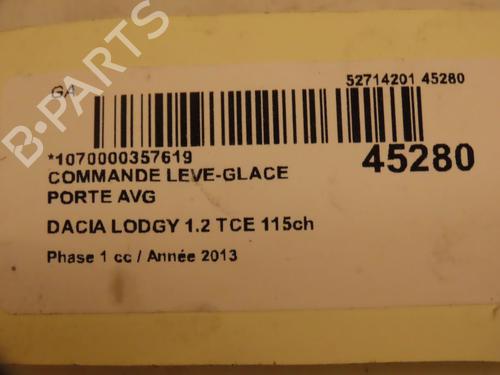 GA
52714201 45280
*1070000357619
45280
COMMANDE LEVE-GLACE
PORTE AVG
DACIA LODGY 1.2 TCE 115ch
Phase 1 cc / Année 2013
B-PARTS